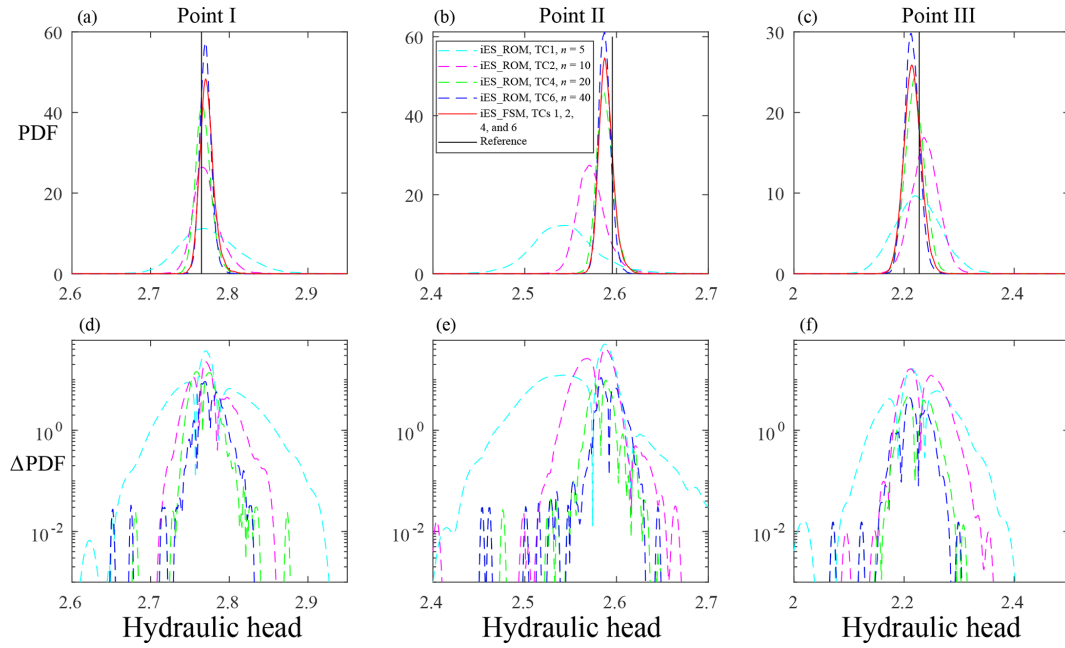 Point I
Point II
Point III
(a)
(b)
(c)
PDF
60
40
20
0
2.6
2.7
2.8
2.9
60
40
20
0
2.4
2.5
2.6
2.7
30
20
10
0
2
2.2
2.4
iES_ROM, TC1, n = 5
iES_ROM, TC2, n = 10
iES_ROM, TC4, n = 20
iES_ROM, TC6, n = 40
iES_FSM, TCs 1, 2,
4, and 6
Reference
(d)
(e)
(f)
ΔPDF
10^0
10^-2
2.6
2.7
2.8
2.9
10^0
10^-2
2.4
2.5
2.6
2.7
10^0
10^-2
2
2.2
2.4
Hydraulic head
Hydraulic head
Hydraulic head